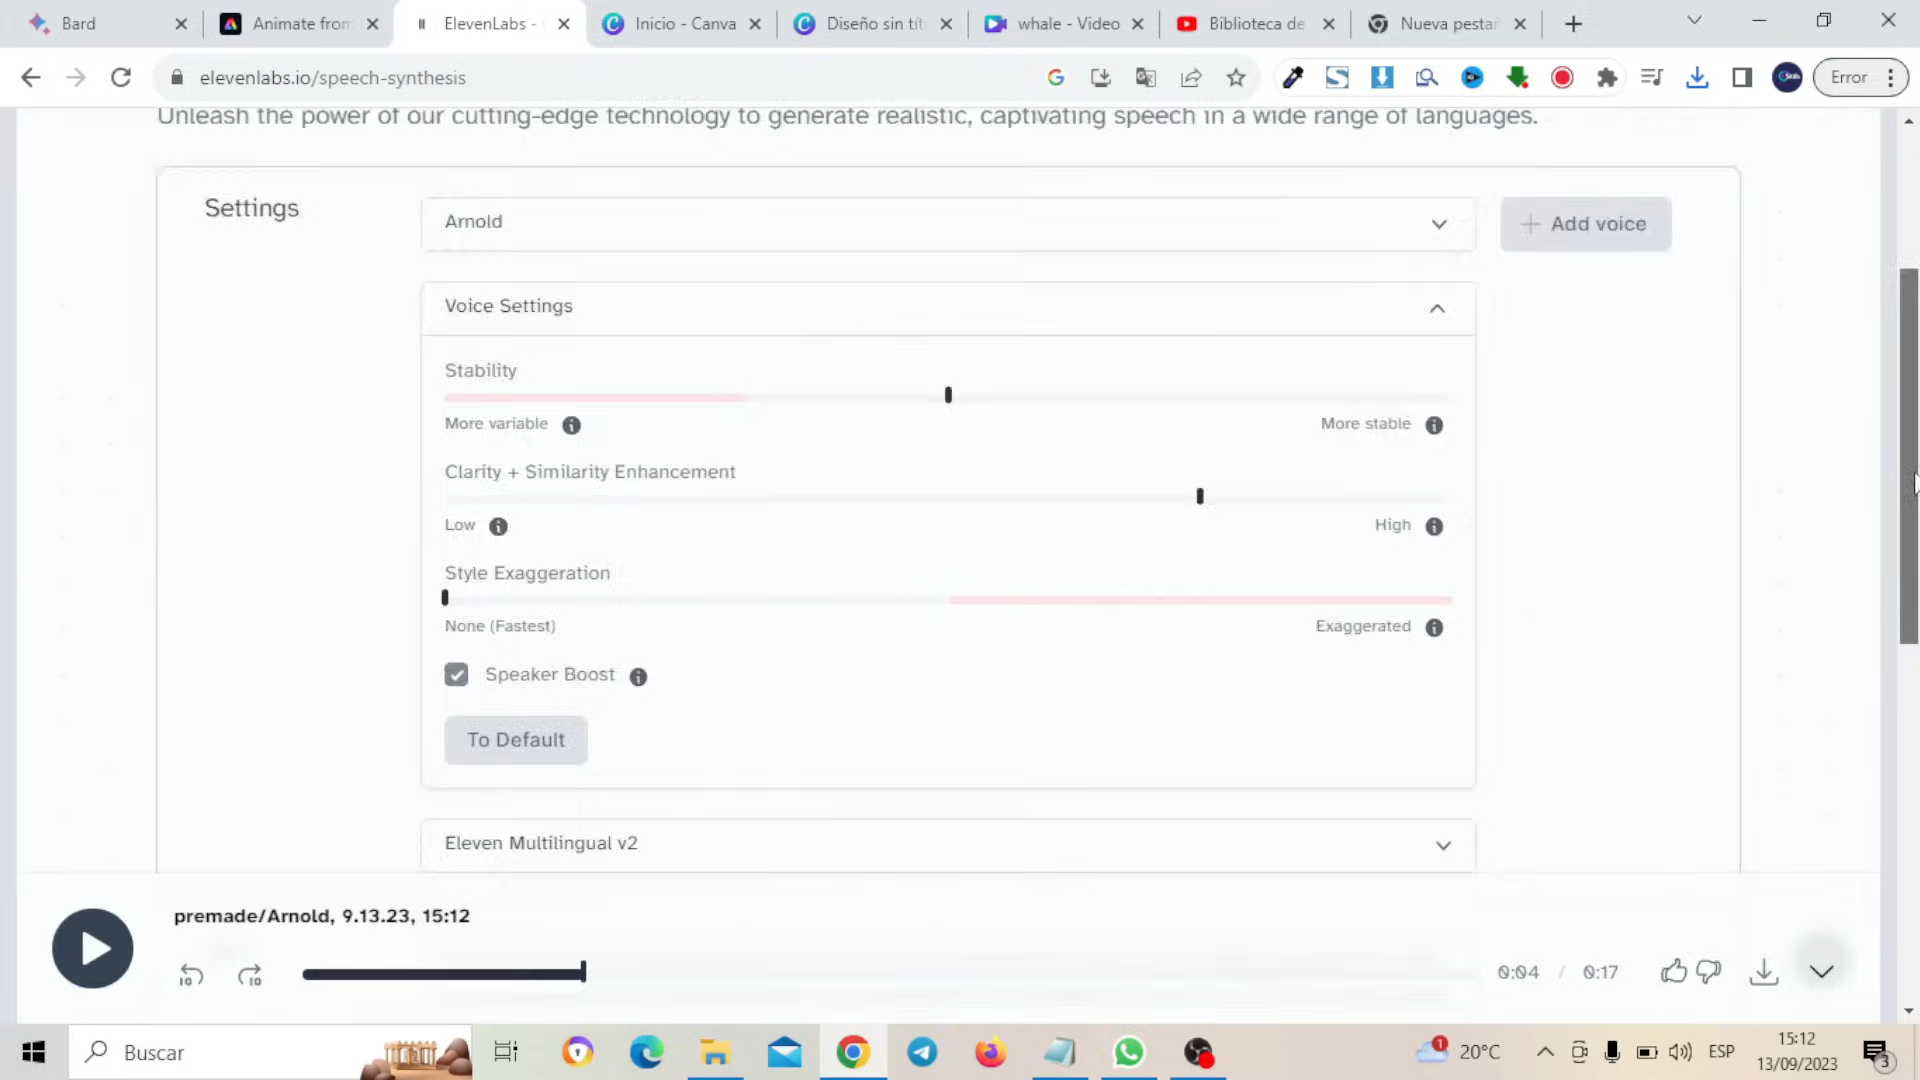 Bard
Animate from
ElevenLabs -
Inicio - Canva
Diseño sin tít
whale - Video
Biblioteca de
Nueva pestañ
elevenlabs.io/speech-synthesis
Error
Unleash the power of our cutting-edge technology to generate realistic, captivating speech in a wide range of languages.
Settings
Arnold
Add voice
Voice Settings
Stability
More variable
More stable
Clarity + Similarity Enhancement
Low
High
Style Exaggeration
None (Fastest)
Exaggerated
Speaker Boost
To Default
Eleven Multilingual v2
premade/Arnold, 9.13.23, 15:12
10
10
0:04 / 0:17
Buscar
1
20°C
ESP
15:12
13/09/2023
3